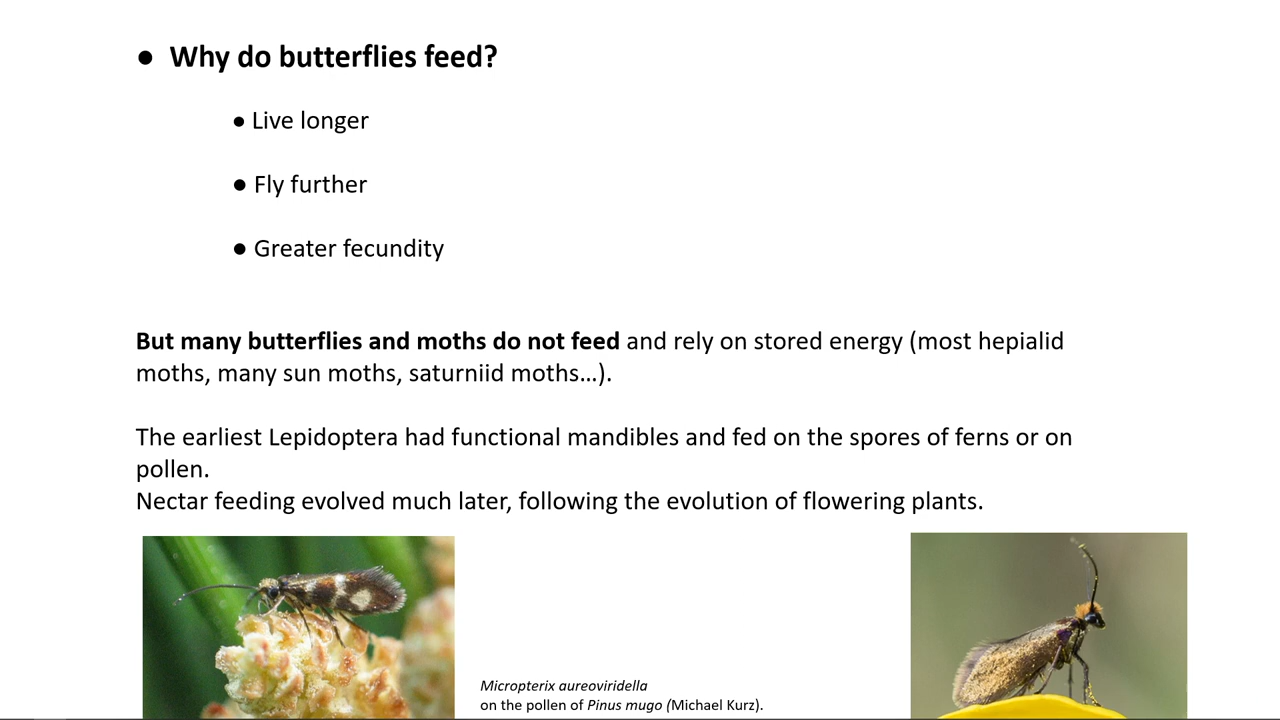 ● Why do butterflies feed?
● Live longer
● Fly further
● Greater fecundity
But many butterflies and moths do not feed and rely on stored energy (most hepialid
moths, many sun moths, saturniid moths…).
The earliest Lepidoptera had functional mandibles and fed on the spores of ferns or on
pollen.
Nectar feeding evolved much later, following the evolution of flowering plants.
Micropterix aureoviridella
on the pollen of Pinus mugo (Michael Kurz).